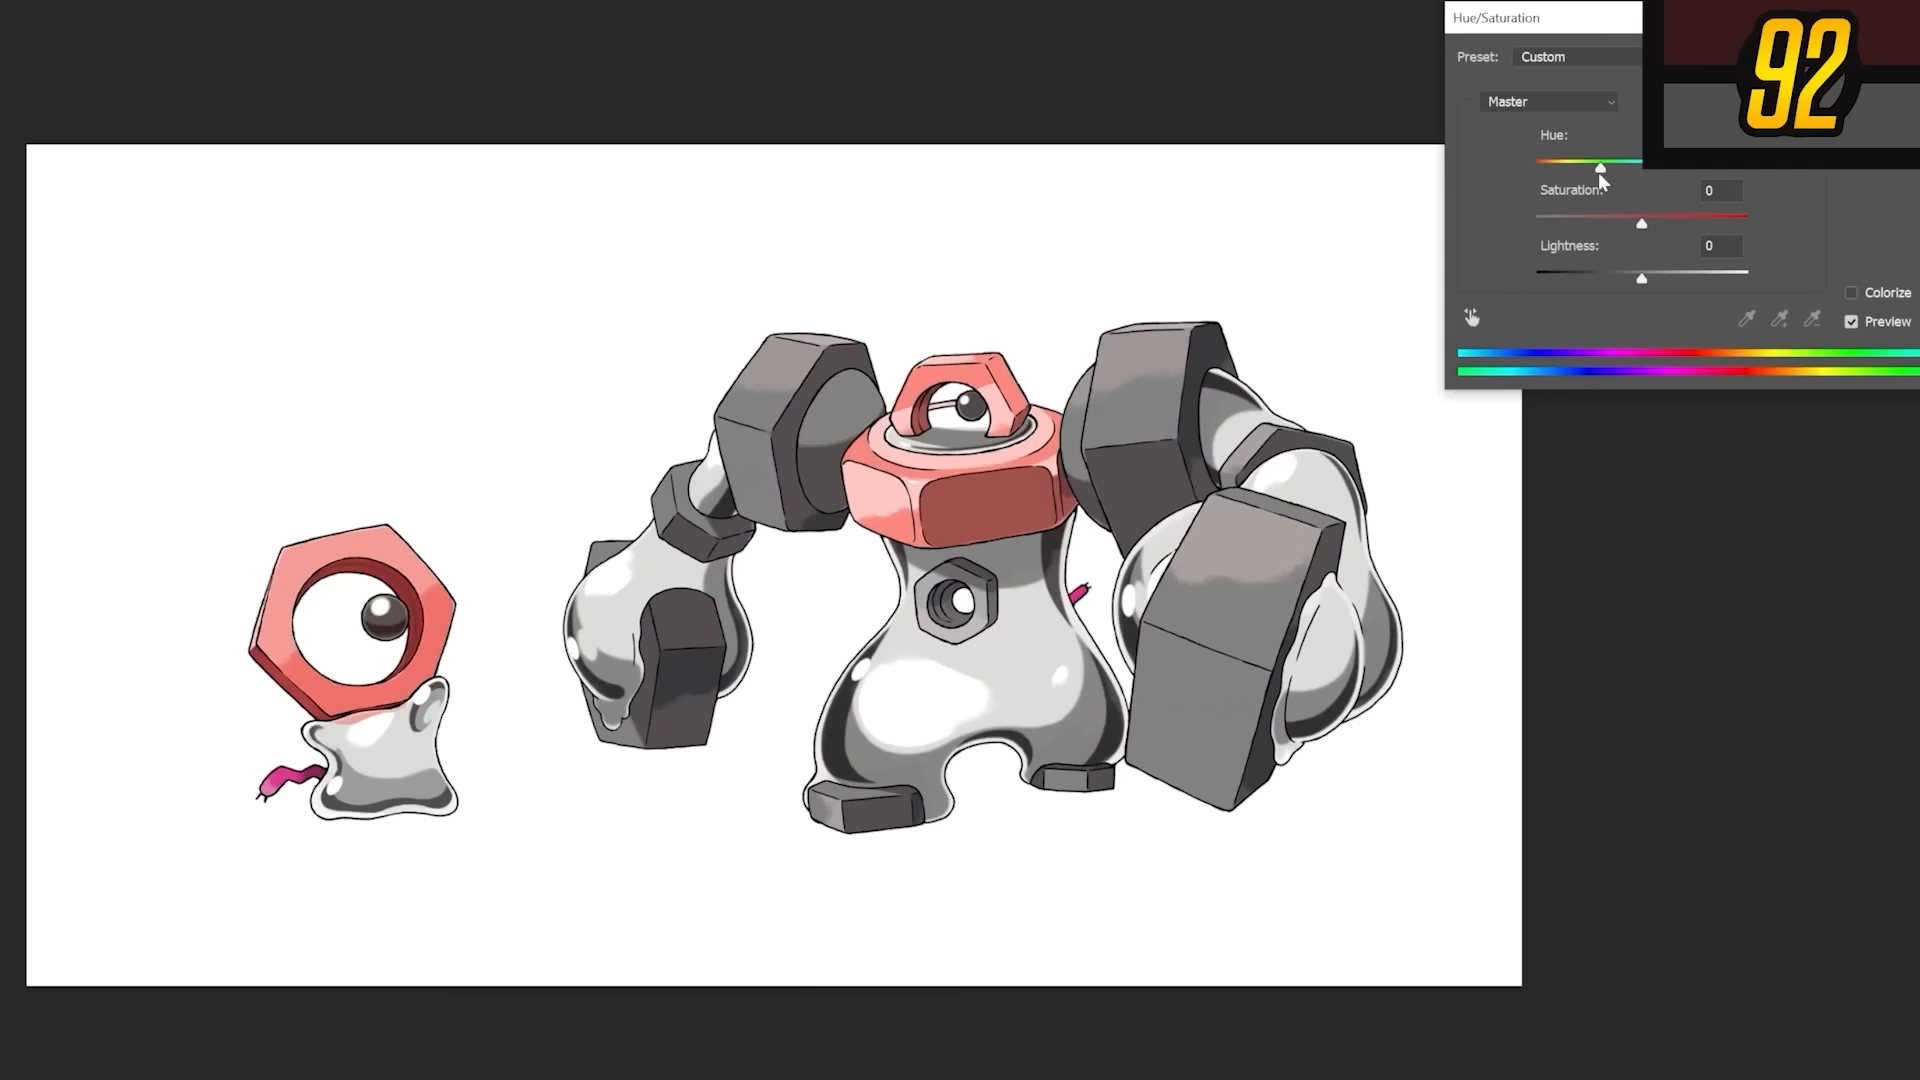 Hue/Saturation
92
Preset: Custom
Master
Hue:
Saturation: 0
Lightness: 0
Colorize
Preview